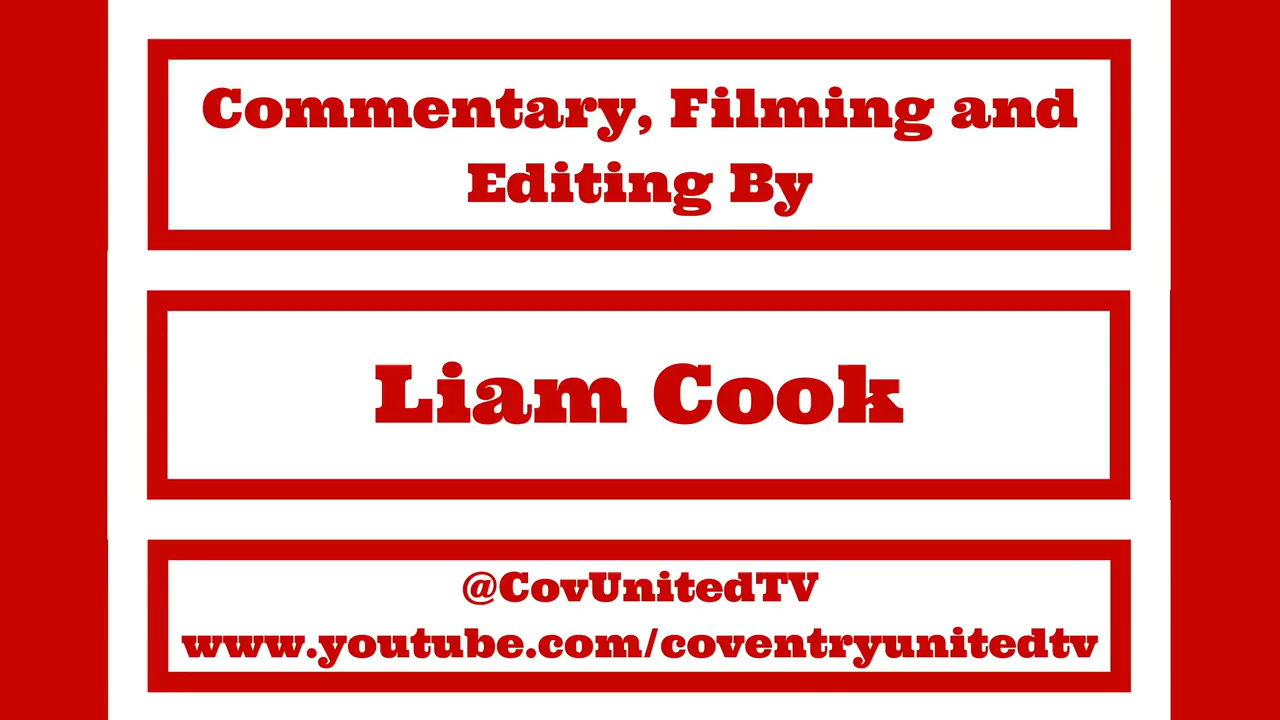 Commentary, Filming and
Editing By
Liam Cook
@CovUnitedTV
www.youtube.com/coventryunitedtv